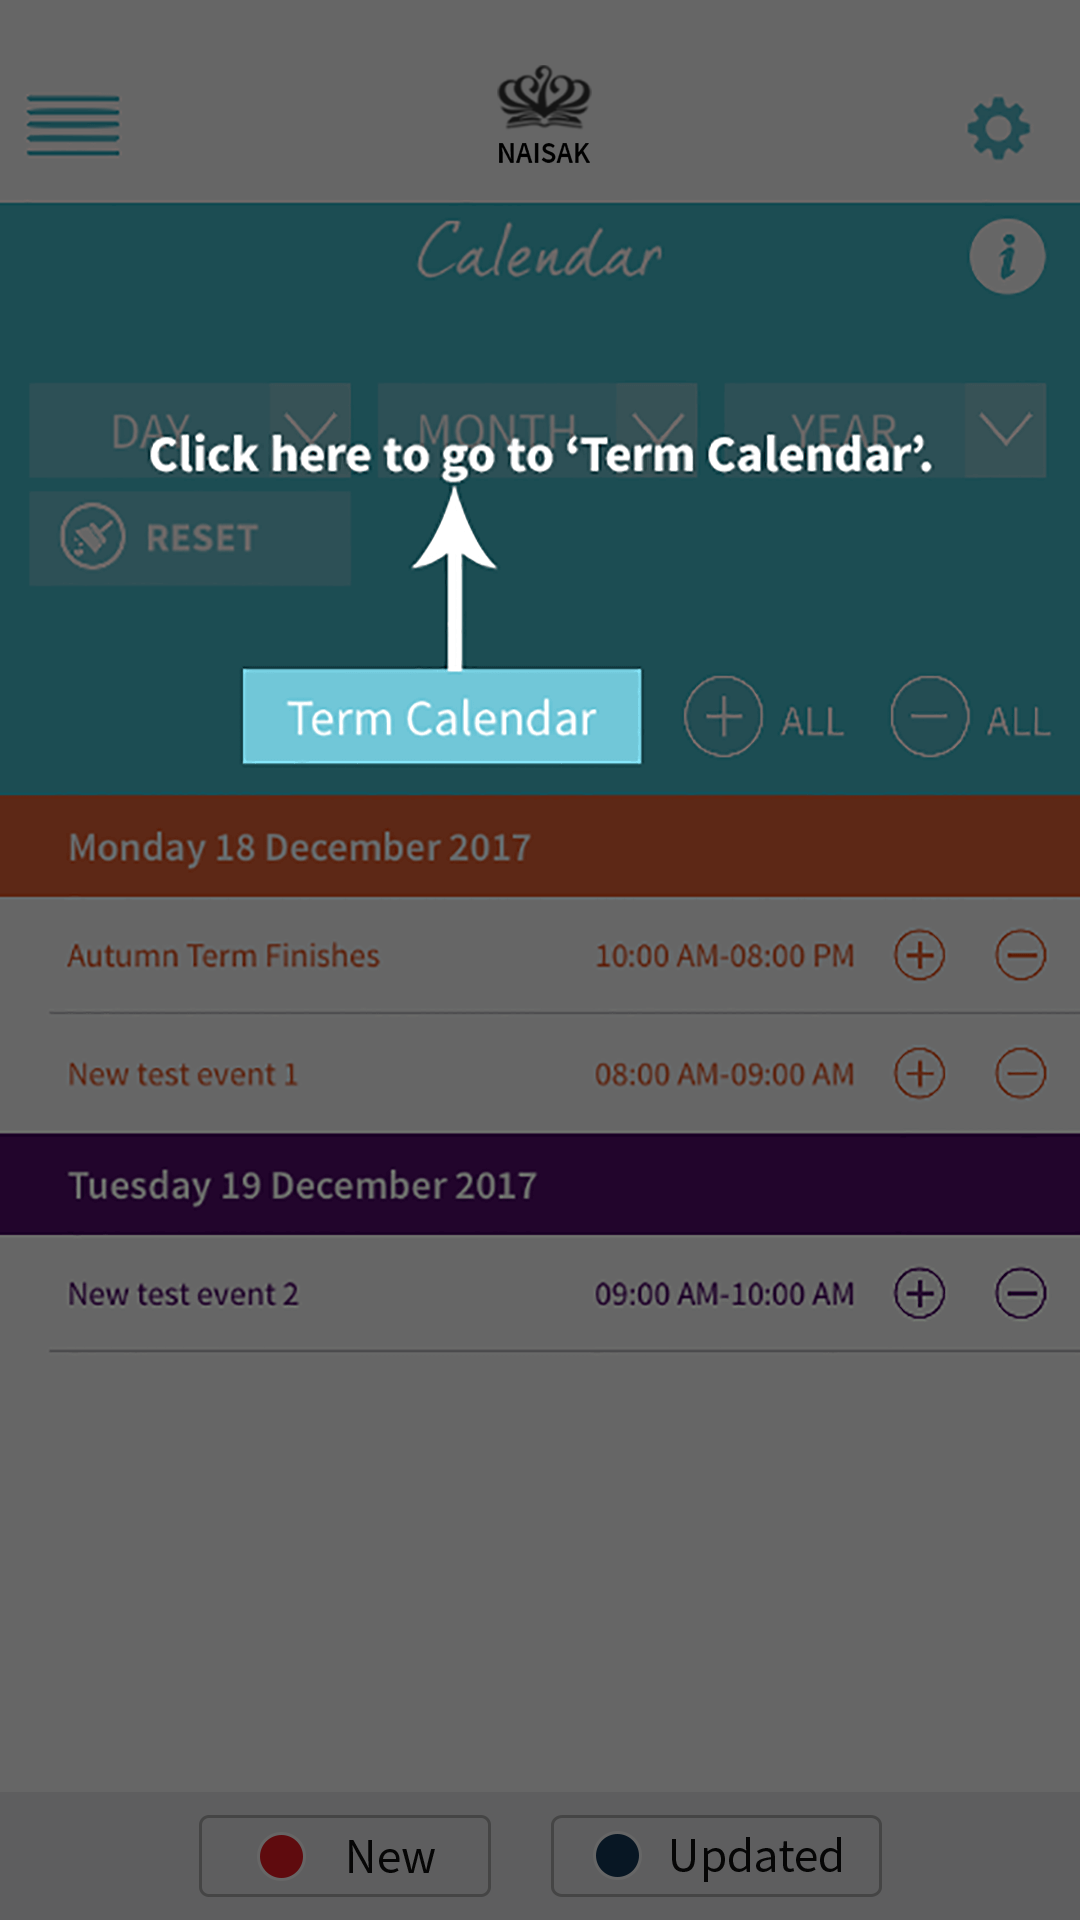 NAISAK
Calendar
DAY MONTH YEAR
Click here to go to ‘Term Calendar’.
RESET
Term Calendar ALL ALL
Monday 18 December 2017
Autumn Term Finishes 10:00 AM-08:00 PM
New test event 1 08:00 AM-09:00 AM
Tuesday 19 December 2017
New test event 2 09:00 AM-10:00 AM
New Updated